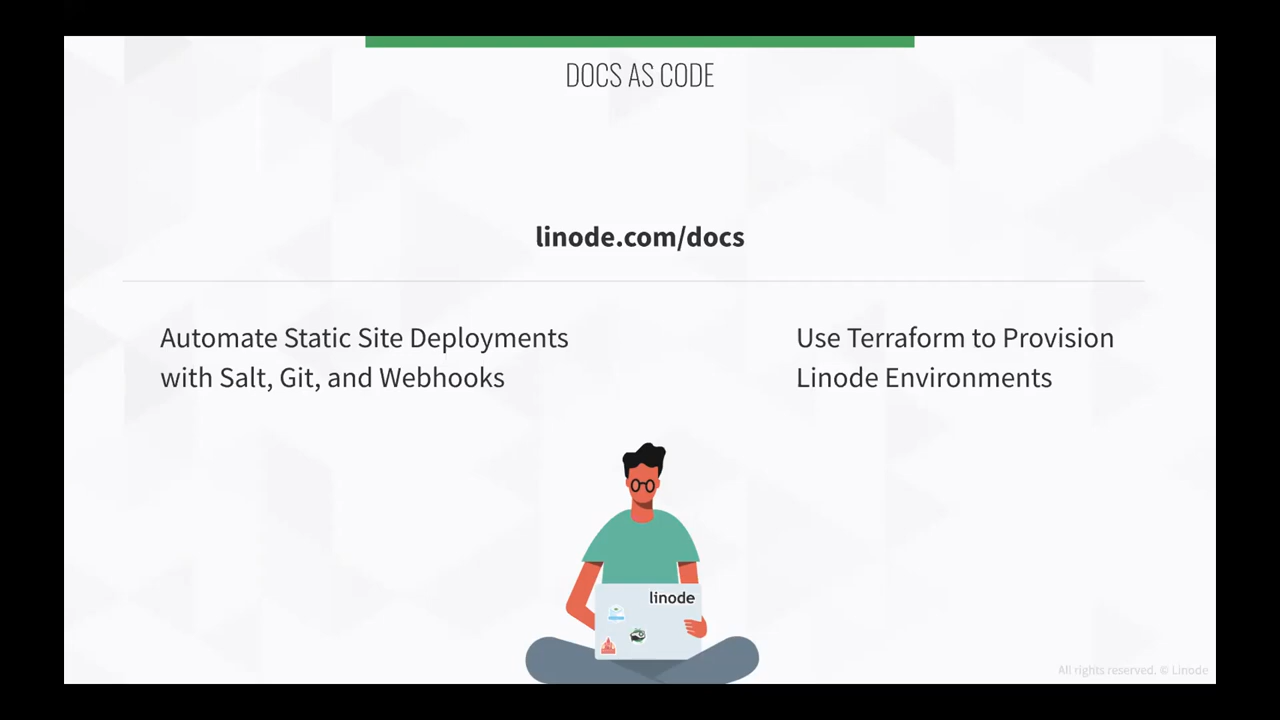 DOCS AS CODE
linode.com/docs
Automate Static Site Deployments
with Salt, Git, and Webhooks
Use Terraform to Provision
Linode Environments
linode
All rights reserved. © Linode